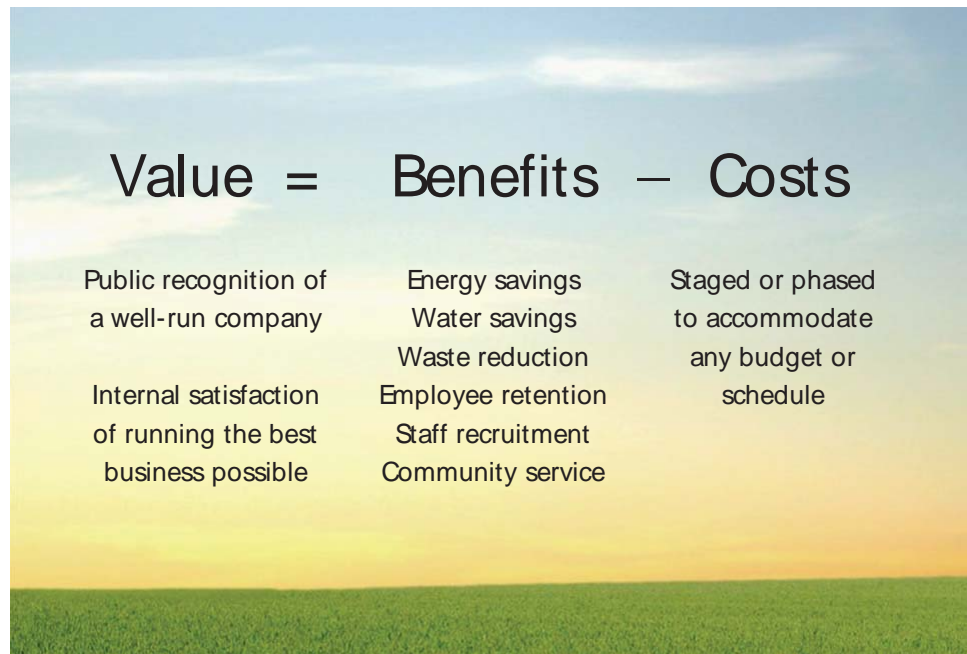 Value = Benefits – Costs
Public recognition of
a well-run company
Internal satisfaction
of running the best
business possible
Energy savings
Water savings
Waste reduction
Employee retention
Staff recruitment
Community service
Staged or phased
to accommodate
any budget or
schedule